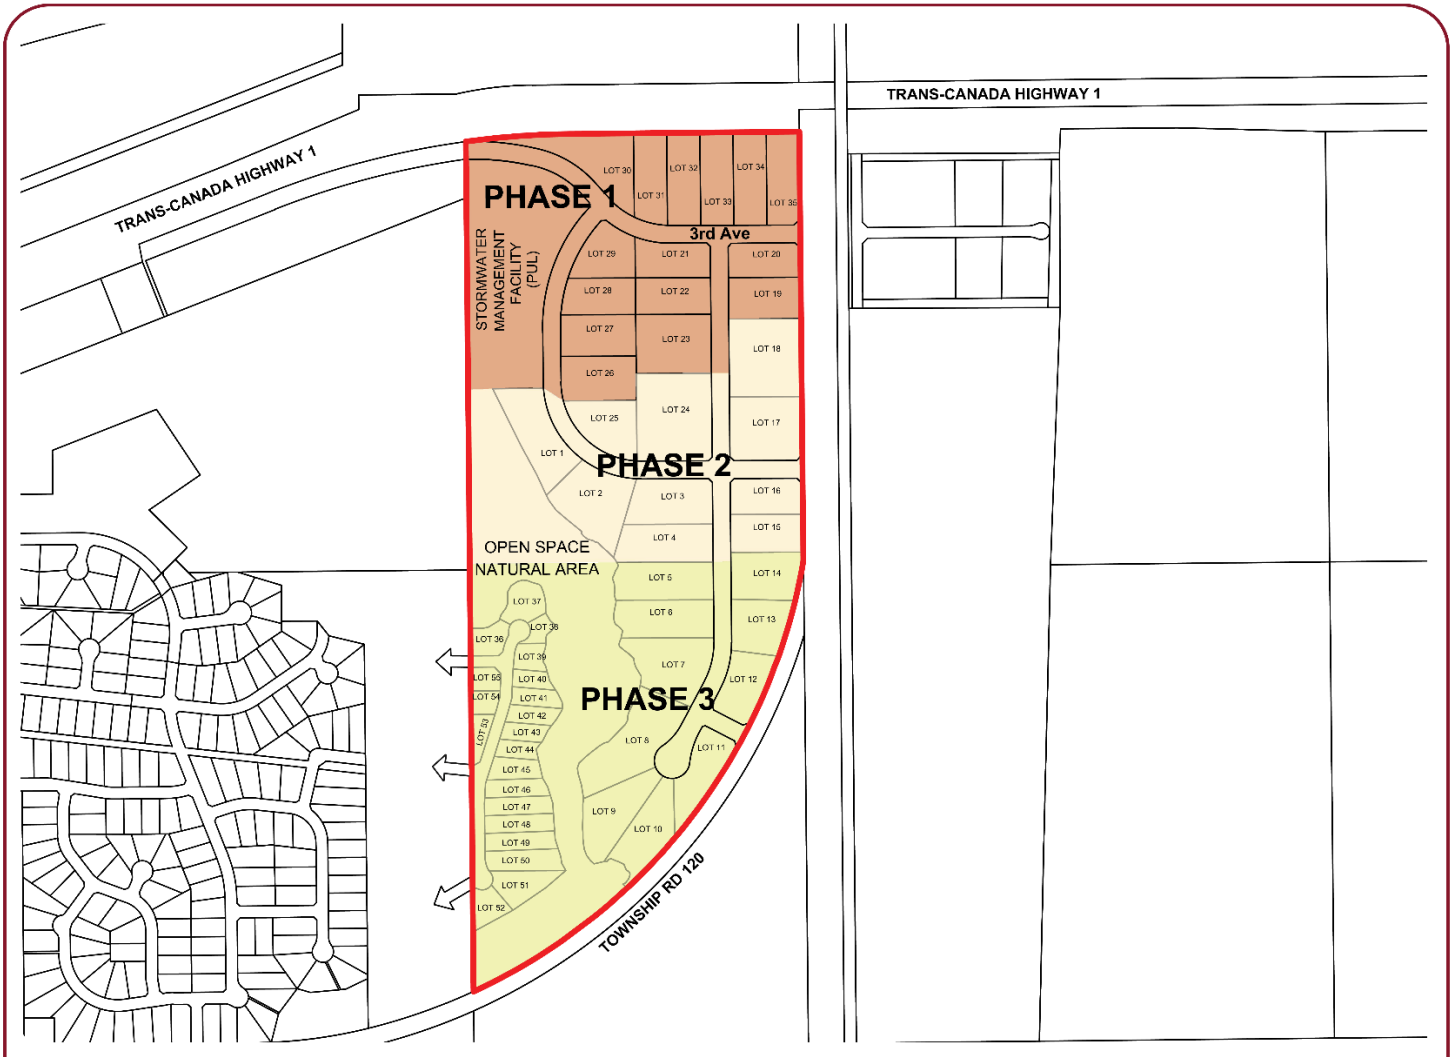 TRANS-CANADA HIGHWAY 1
TRANS-CANADA HIGHWAY 1
PHASE 1
LOT 30
LOT 31
LOT 32
LOT 33
LOT 34
LOT 35
3rd Ave
STORMWATER
MANAGEMENT
FACILITY
(PUL)
LOT 29
LOT 21
LOT 20
LOT 28
LOT 22
LOT 19
LOT 27
LOT 23
LOT 18
LOT 26
LOT 25
LOT 24
LOT 17
LOT 1
PHASE 2
LOT 2
LOT 3
LOT 16
LOT 4
LOT 15
OPEN SPACE
NATURAL AREA
LOT 5
LOT 14
LOT 37
LOT 6
LOT 13
LOT 36
LOT 38
LOT 39
LOT 7
LOT 55
LOT 40
LOT 12
LOT 54
LOT 41
PHASE 3
LOT 42
LOT 53
LOT 43
LOT 8
LOT 11
LOT 44
LOT 45
LOT 46
LOT 47
LOT 9
LOT 48
LOT 10
LOT 49
LOT 50
LOT 51
LOT 52
TOWNSHIP RD 120